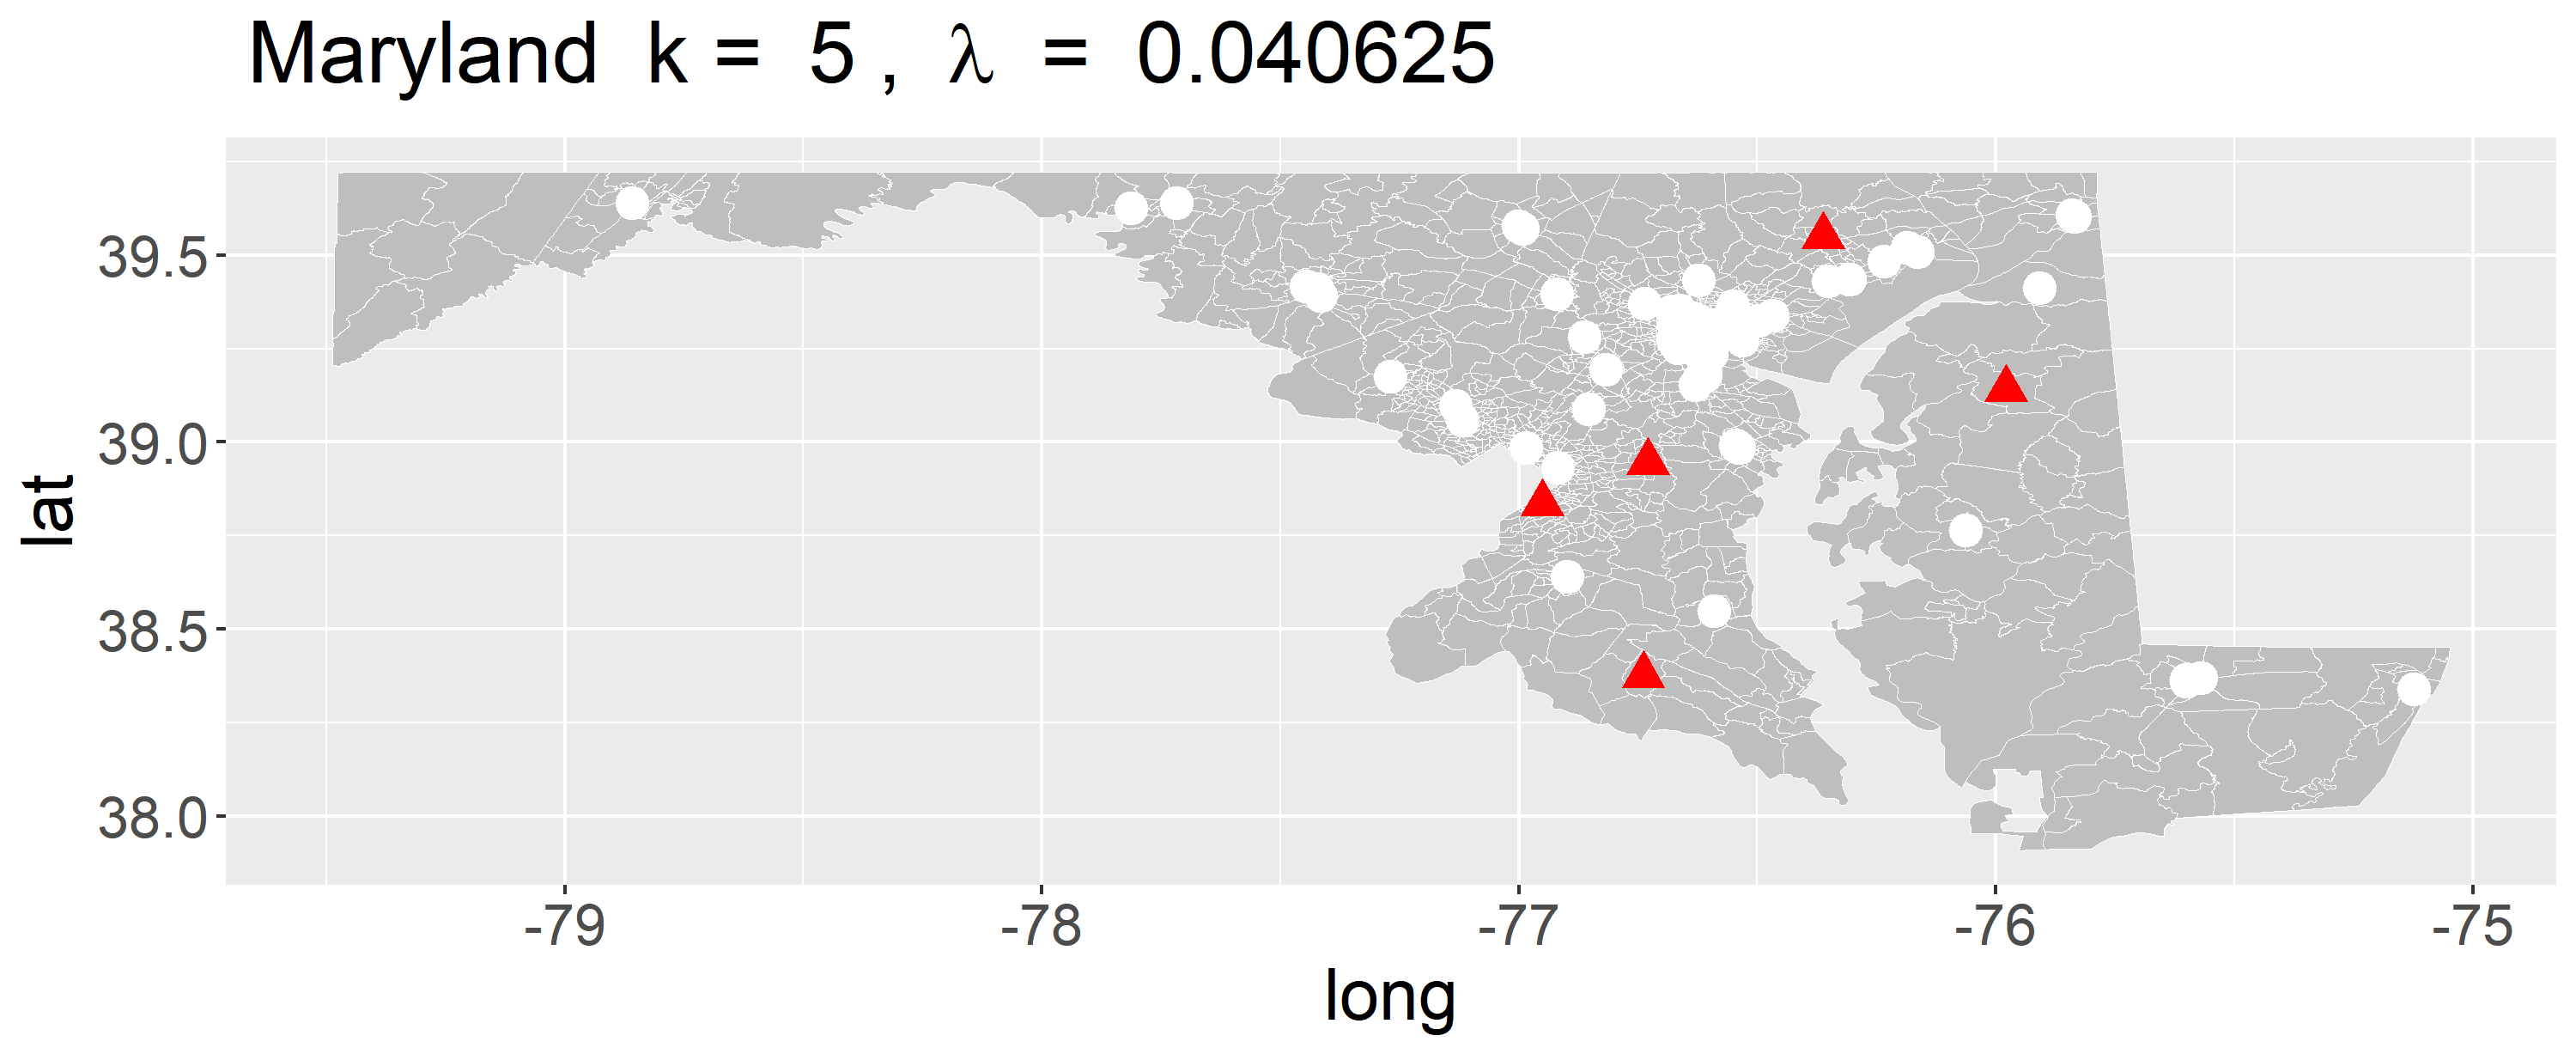 Maryland k = 5 , λ = 0.040625
39.5
39.0
38.5
38.0
lat
-79 -78 -77 -76 -75
long